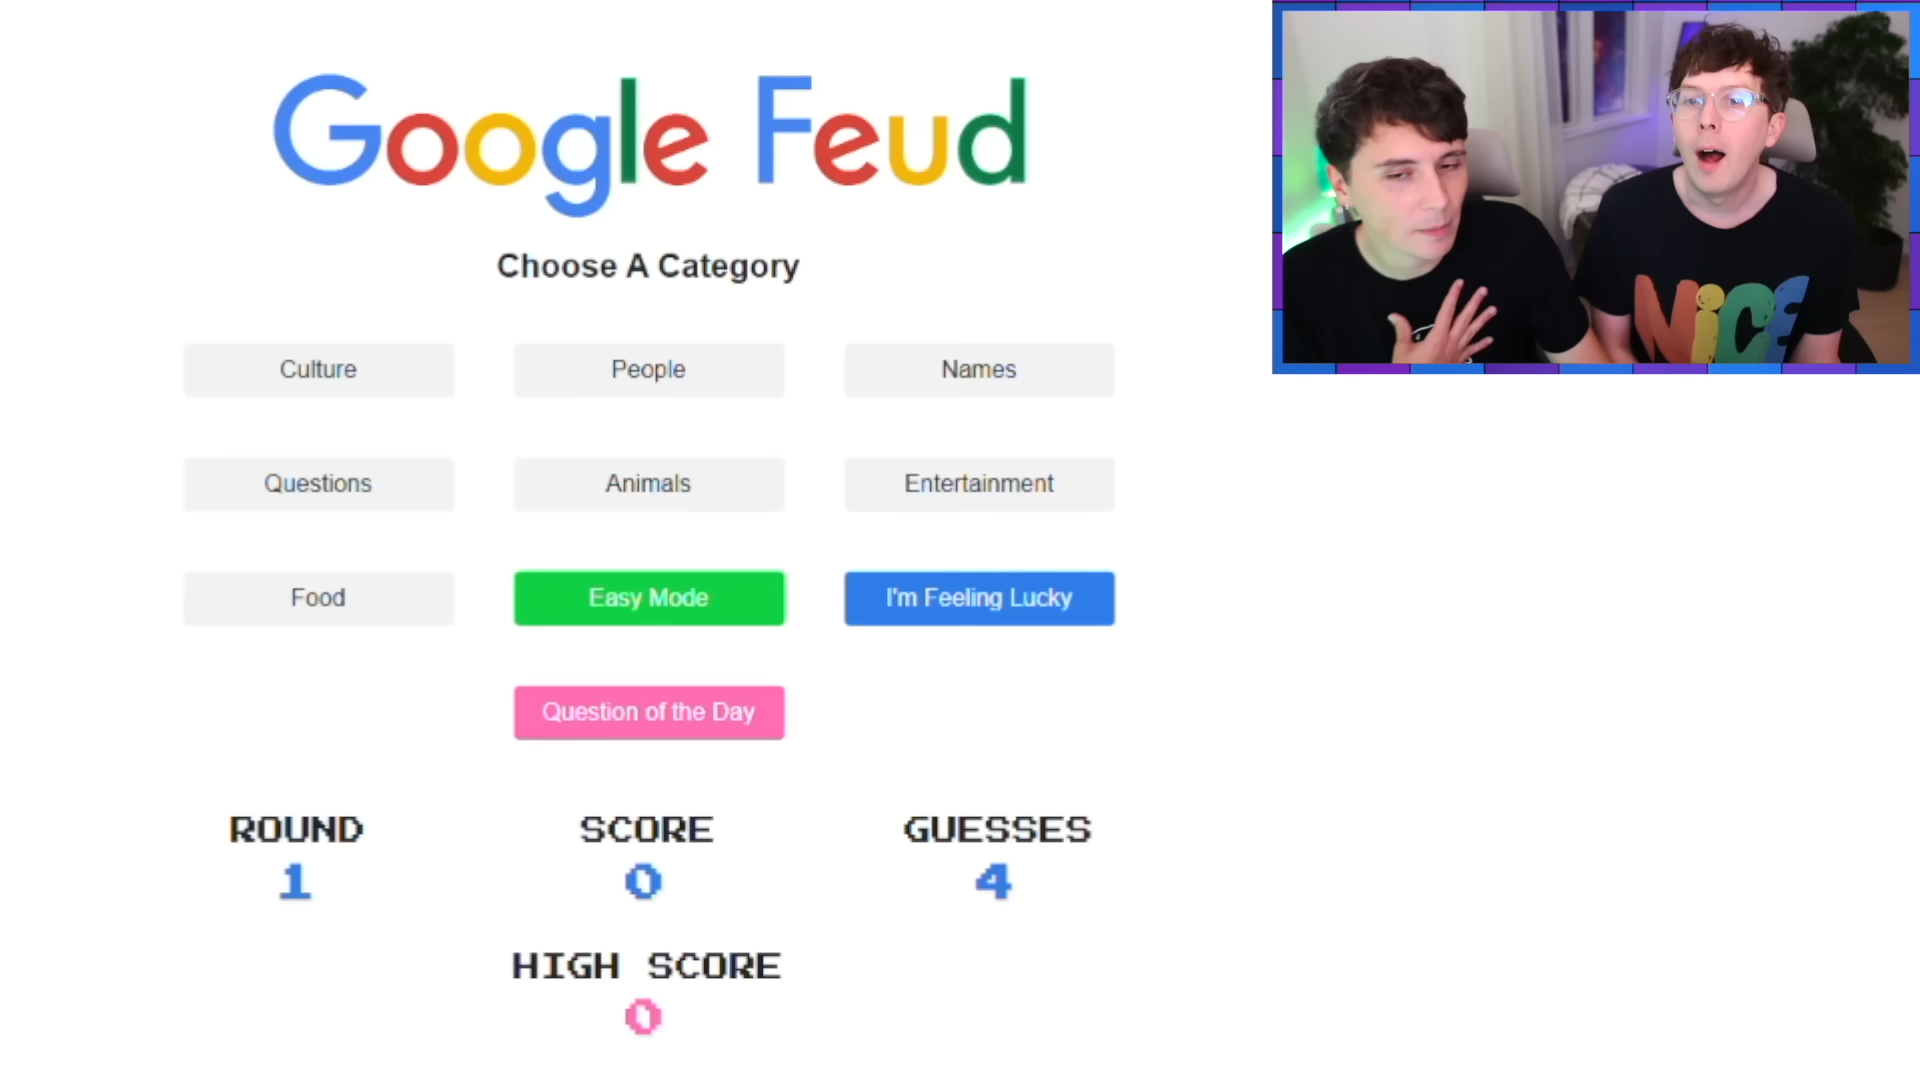 Google Feud
Choose A Category
Culture
People
Names
Questions
Animals
Entertainment
Food
Easy Mode
I'm Feeling Lucky
Question of the Day
ROUND
SCORE
GUESSES
1
0
4
HIGH SCORE
0
NiCE